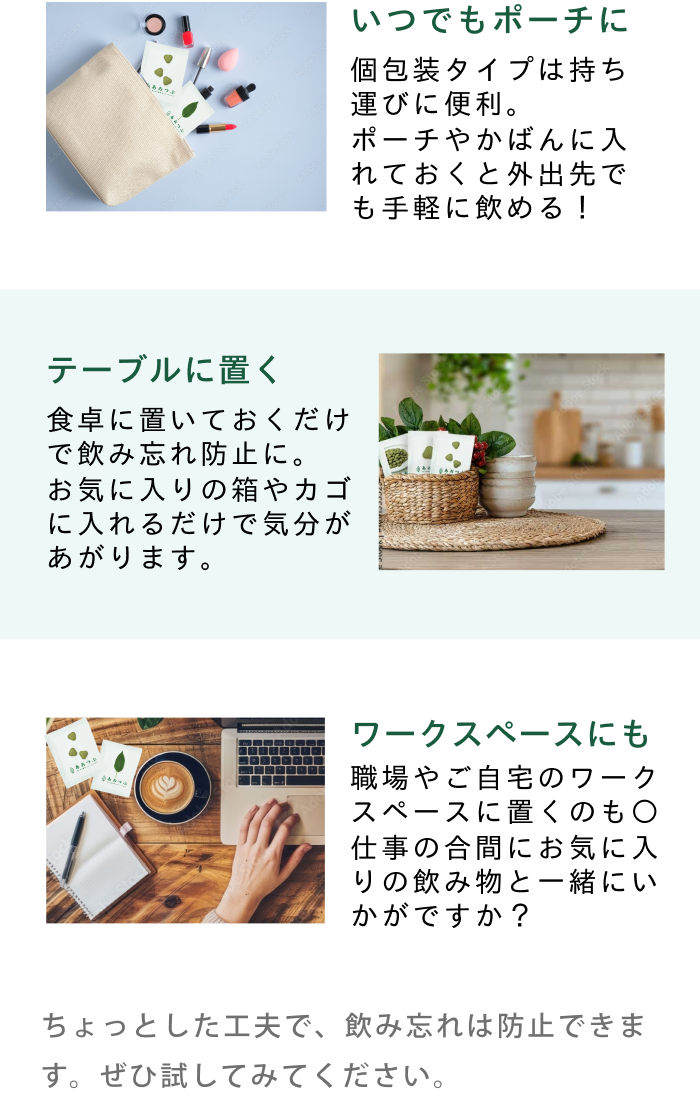 いつでもポーチに
個包装タイプは持ち
運びに便利。
ポーチやかばんに入
れておくと外出先で
も手軽に飲める！
テーブルに置く
食卓に置いておくだけ
で飲み忘れ防止に。
お気に入りの箱やカゴ
に入れるだけで気分が
あがります。
ワークスペースにも
職場やご自宅のワーク
スペースに置くのも〇
仕事の合間にお気に入
りの飲み物と一緒にい
かがですか？
ちょっとした工夫で、飲み忘れは防止できま
す。ぜひ試してみてください。